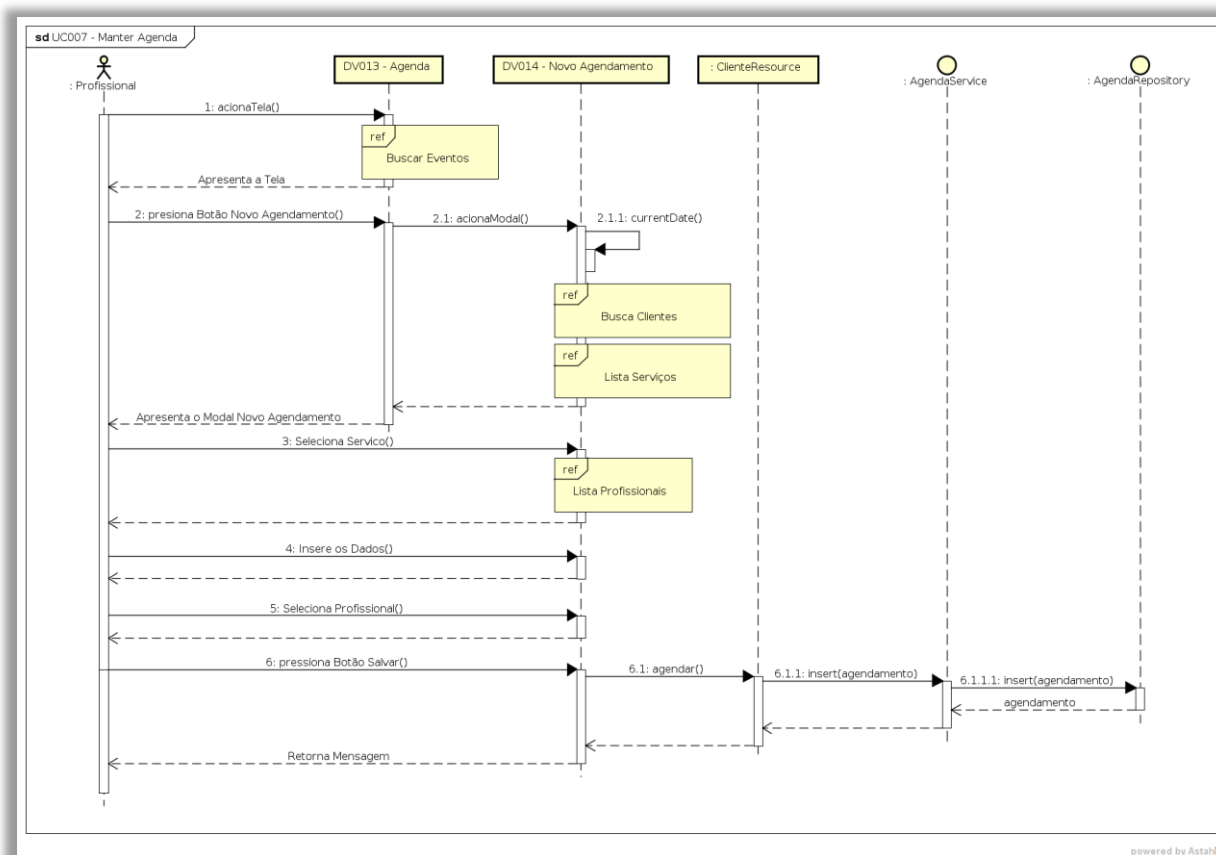 sd UC007 - Manter Agenda
: Profissional
DV013 - Agenda
DV014 - Novo Agendamento
: ClienteResource
: AgendaService
: AgendaRepository
1: acionaTela()
ref
Buscar Eventos
Apresenta a Tela
2: presiona Botão Novo Agendamento()
2.1: acionaModal()
2.1.1: currentDate()
ref
Busca Clientes
ref
Lista Serviços
Apresenta o Modal Novo Agendamento
3: Seleciona Servico()
ref
Lista Profissionais
4: Insere os Dados()
5: Seleciona Profissional()
6: pressiona Botão Salvar()
6.1: agendar()
6.1.1: insert(agendamento)
6.1.1.1: insert(agendamento)
agendamento
Retorna Mensagem
powered by Astah